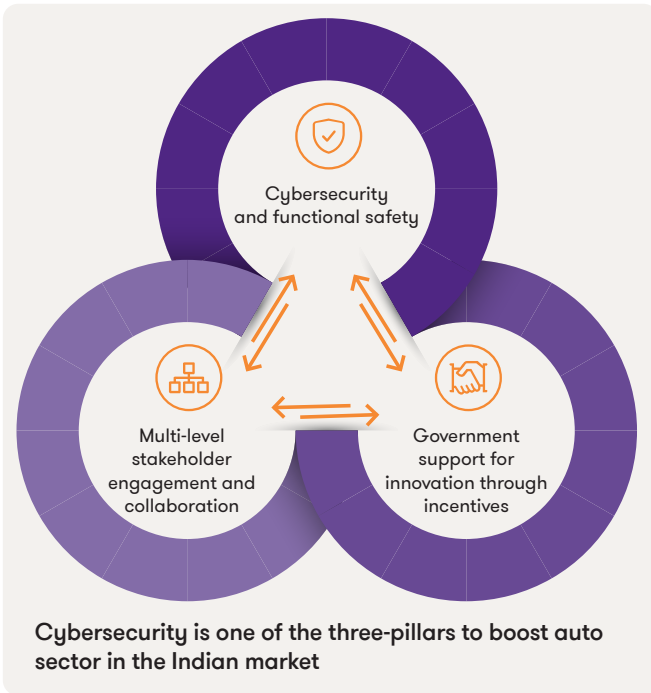 Cybersecurity
and functional safety
Multi-level
stakeholder
engagement and
collaboration
Government
support for
innovation through
incentives
Cybersecurity is one of the three-pillars to boost auto
sector in the Indian market